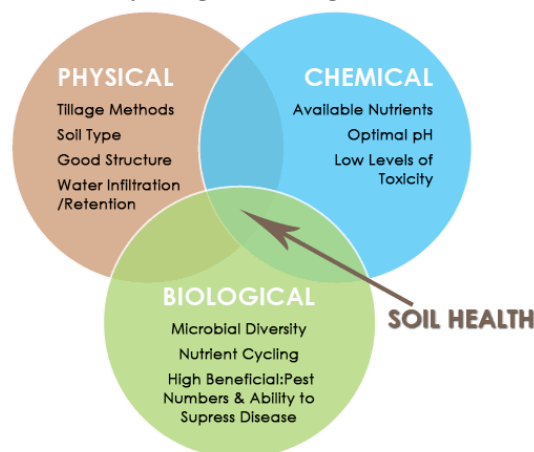 PHYSICAL
Tillage Methods
Soil Type
Good Structure
Water Infiltration
/Retention
CHEMICAL
Available Nutrients
Optimal pH
Low Levels of
Toxicity
BIOLOGICAL
Microbial Diversity
Nutrient Cycling
High Beneficial:Pest
Numbers & Ability to
Supress Disease
SOIL HEALTH